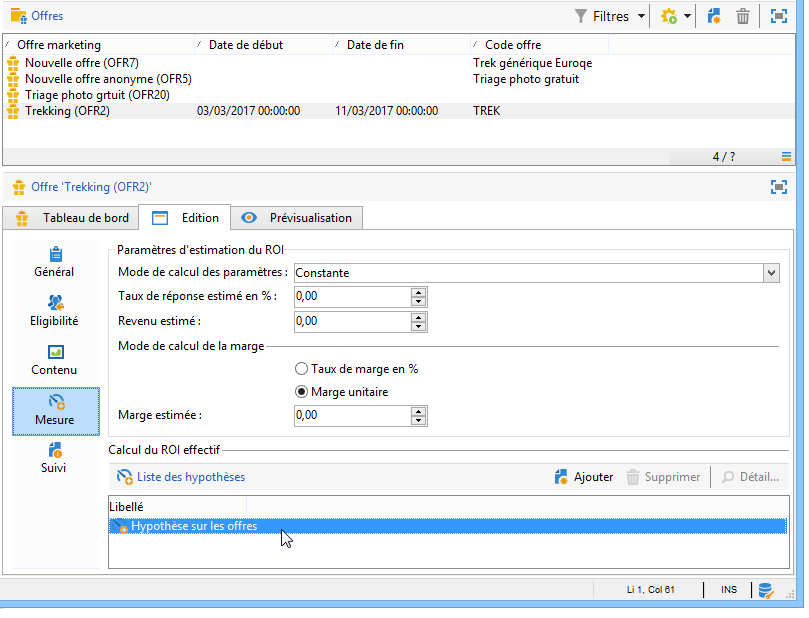 Offres
Filtres
Offre marketing Date de début Date de fin Code offre
Nouvelle offre (OFR7) Trek générique Euroqe
Nouvelle offre anonyme (OFR5) Triage photo gratuit
Triage photo grtuit (OFR20)
Trekking (OFR2) 03/03/2017 00:00:00 11/03/2017 00:00:00 TREK
4 / ?
Offre 'Trekking (OFR2)'
Tableau de bord Edition Prévisualisation
Général
Eligibilité
Contenu
Mesure
Suivi
Paramètres d'estimation du ROI
Mode de calcul des paramètres : Constante
Taux de réponse estimé en % : 0,00
Revenu estimé : 0,00
Mode de calcul de la marge
Taux de marge en %
Marge unitaire
Marge estimée : 0,00
Calcul du ROI effectif
Liste des hypothèses Ajouter Supprimer Détail...
Libellé
Hypothèse sur les offres
Li 1, Col 61 INS